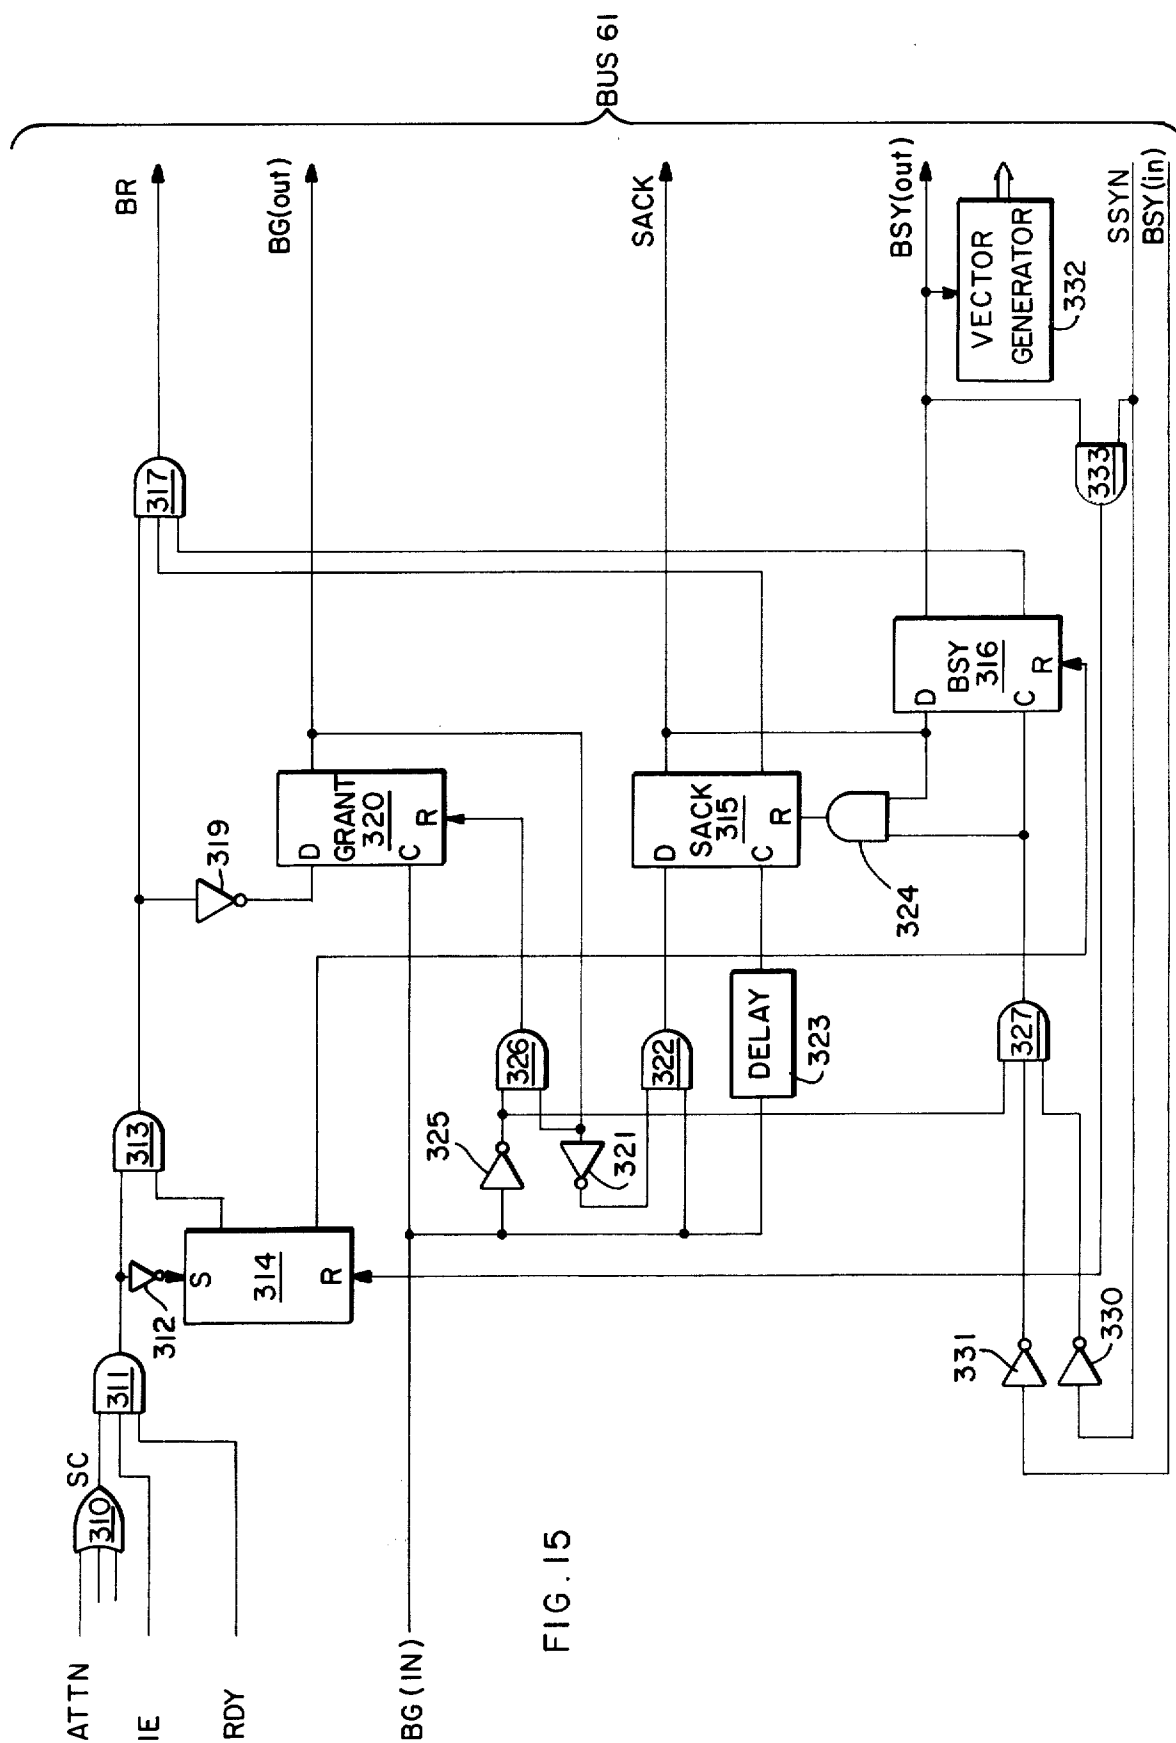 ATTN
IE
RDY
BG (IN)
SC
310
311
312
313
S
314
R
317
BR
319
D
GRANT
320
C
R
BG(out)
325
326
321
322
DELAY
323
D
SACK
315
C
R
SACK
324
327
D
BSY
316
C
R
BSY(out)
VECTOR
GENERATOR
332
333
331
330
SSYN
BSY(in)
BUS 61
FIG. 15